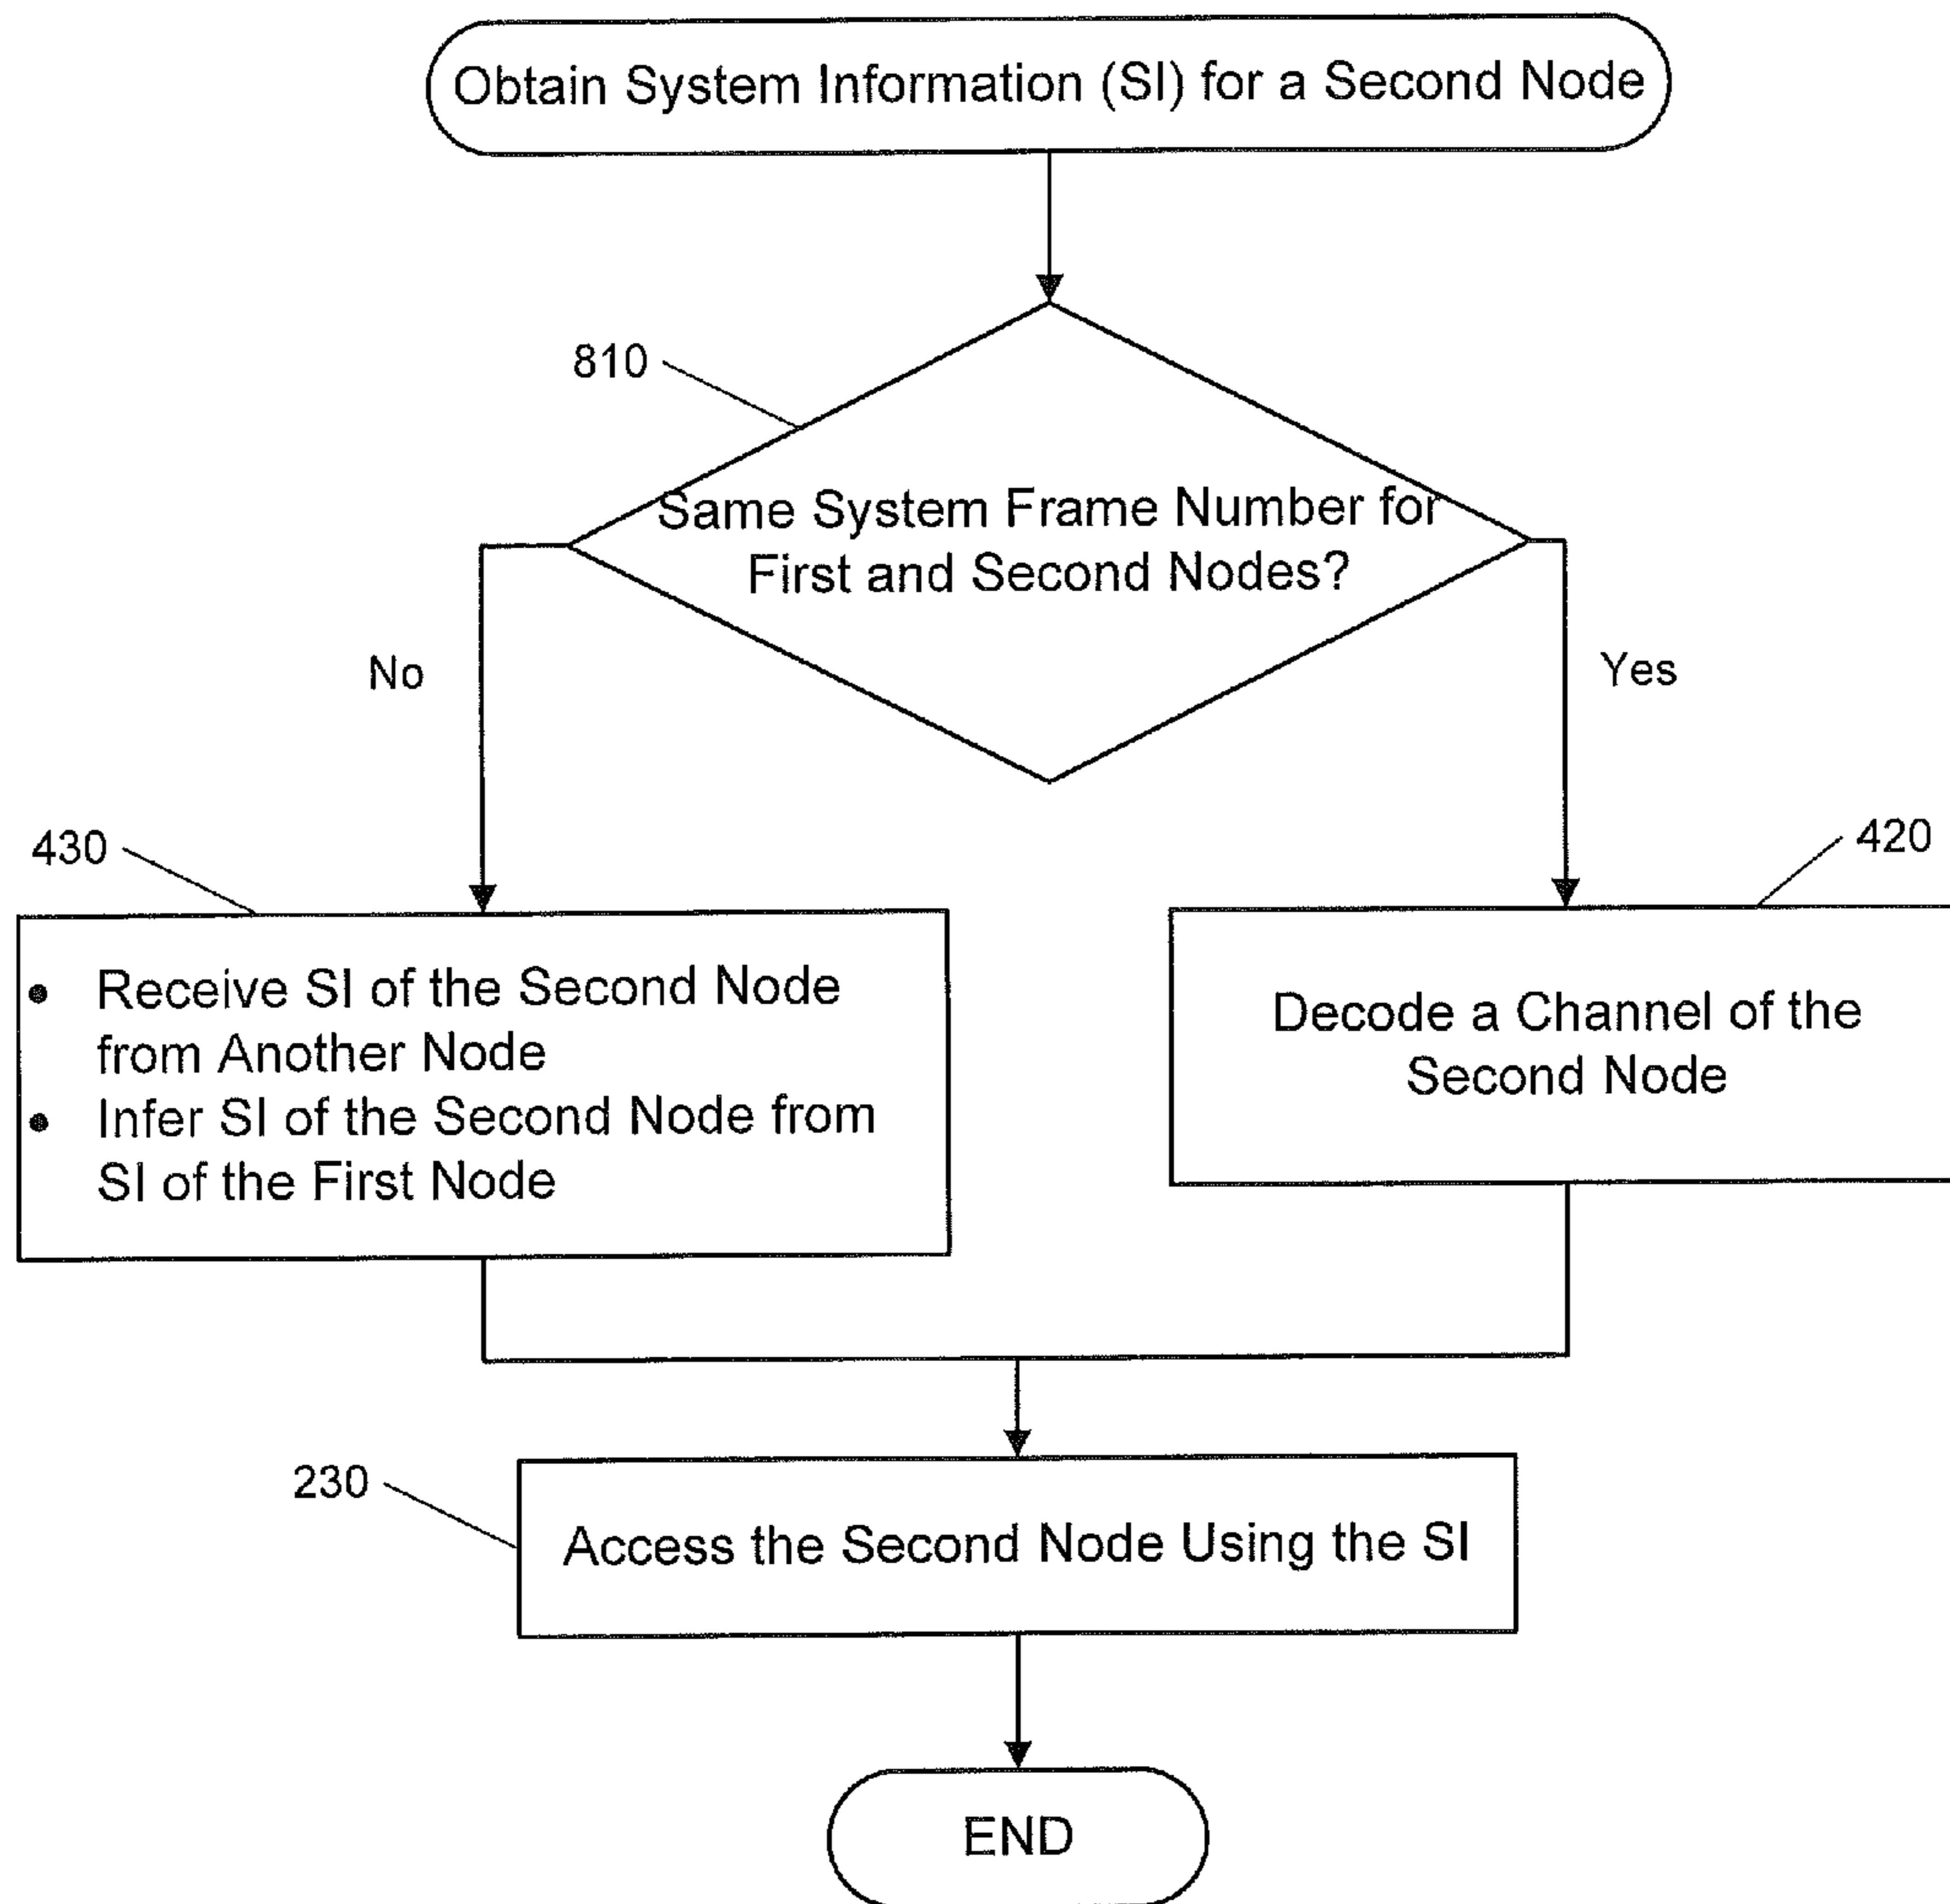 Obtain System Information (SI) for a Second Node
810
Same System Frame Number for
First and Second Nodes?
No
Yes
430
420
• Receive SI of the Second Node
from Another Node
• Infer SI of the Second Node from
SI of the First Node
Decode a Channel of the
Second Node
230
Access the Second Node Using the SI
END